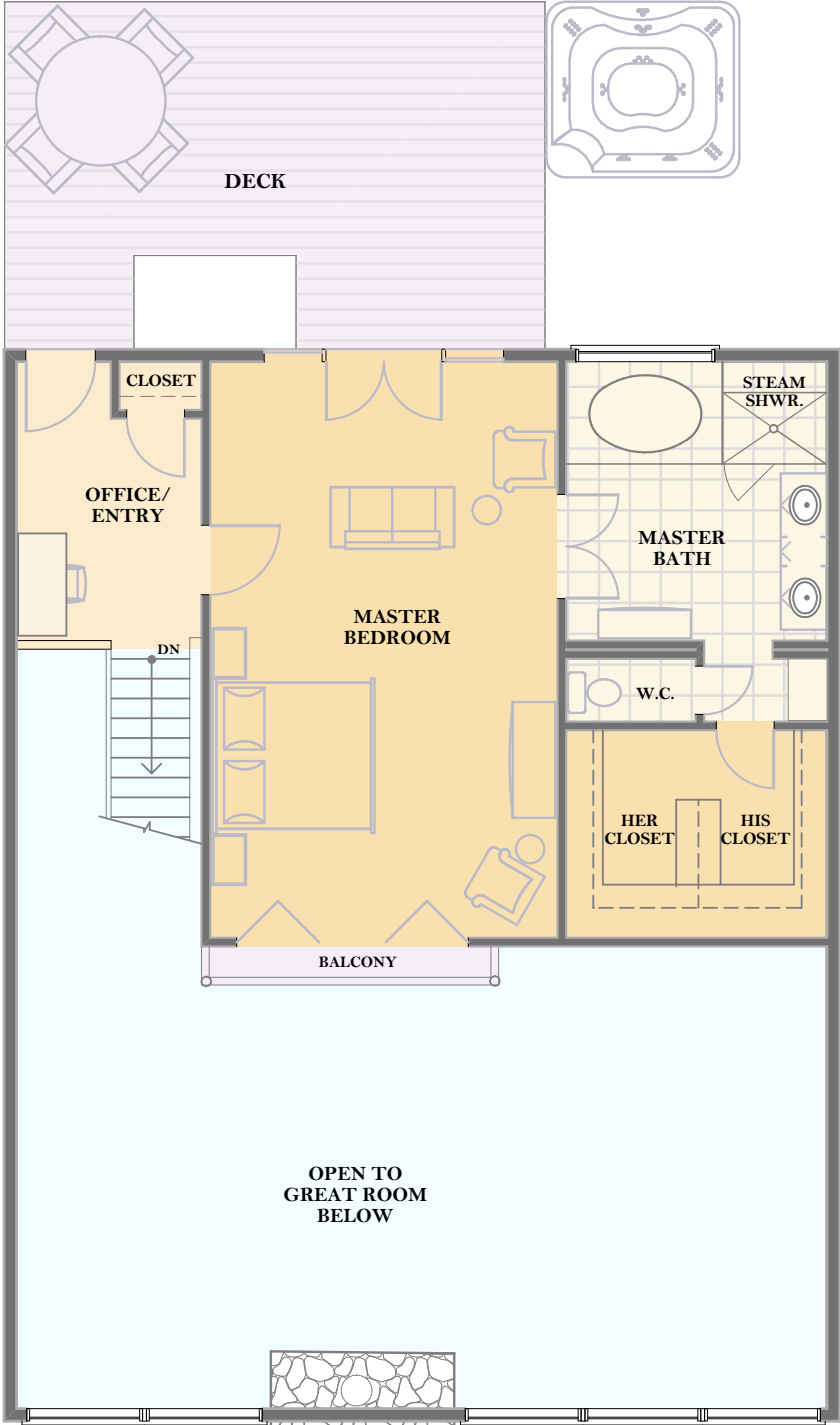 DECK
CLOSET
STEAM
SHWR.
OFFICE/
ENTRY
MASTER
BATH
MASTER
BEDROOM
DN
W.C.
HER
CLOSET
HIS
CLOSET
BALCONY
OPEN TO
GREAT ROOM
BELOW